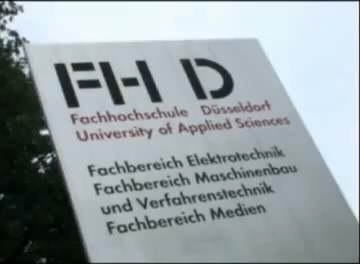 FH D
Fachhochschule Düsseldorf
University of Applied Sciences
Fachbereich Elektrotechnik
Fachbereich Maschinenbau
und Verfahrenstechnik
Fachbereich Medien